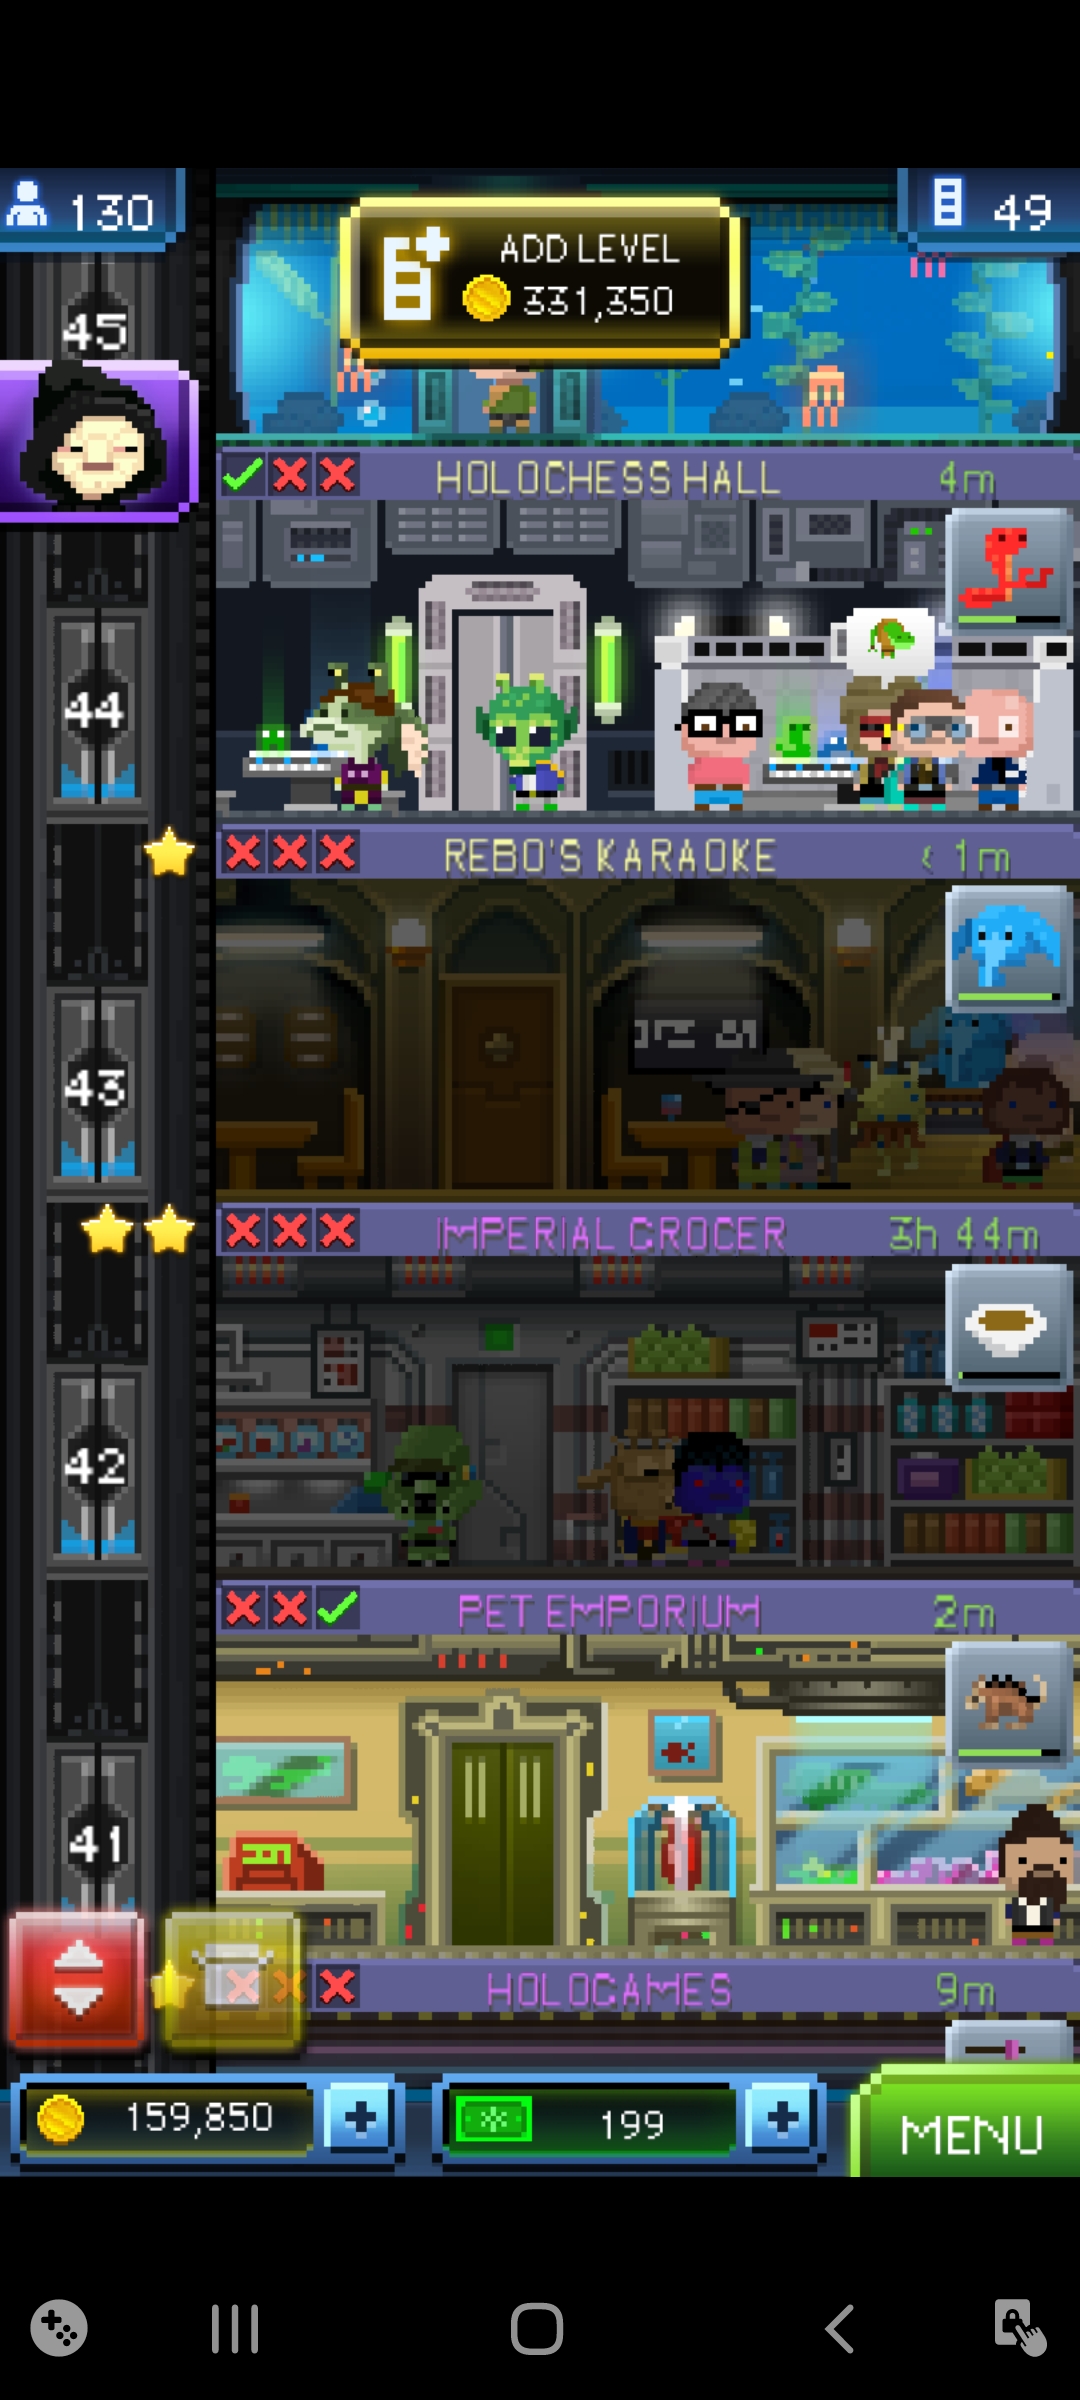 130
ADD LEVEL
331,350
49
45
HOLOCHESS HALL
4m
44
REBO'S KARAOKE
< 1m
43
IMPERIAL GROCER
3h 44m
42
PET EMPORIUM
2m
41
HOLOGAMES
9m
159,850
199
MENU